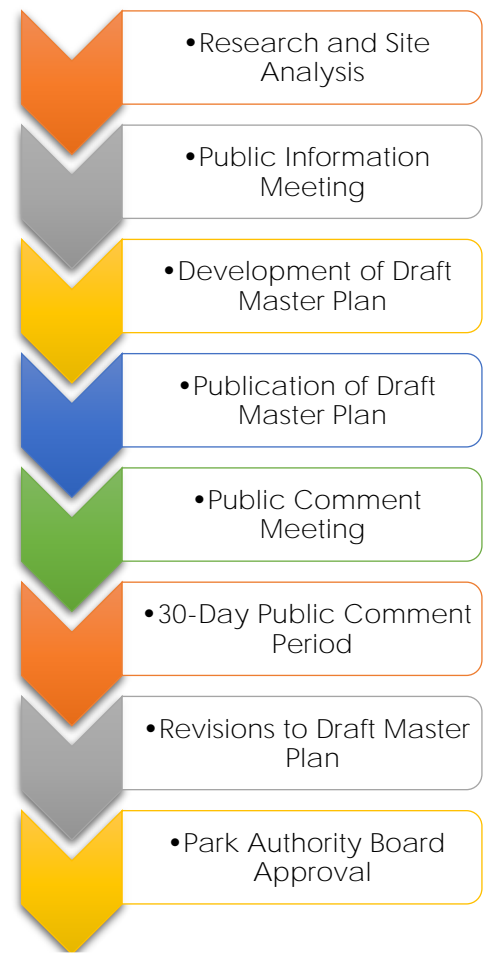 •Research and Site
Analysis
•Public Information
Meeting
•Development of Draft
Master Plan
•Publication of Draft
Master Plan
•Public Comment
Meeting
•30-Day Public Comment
Period
•Revisions to Draft Master
Plan
•Park Authority Board
Approval